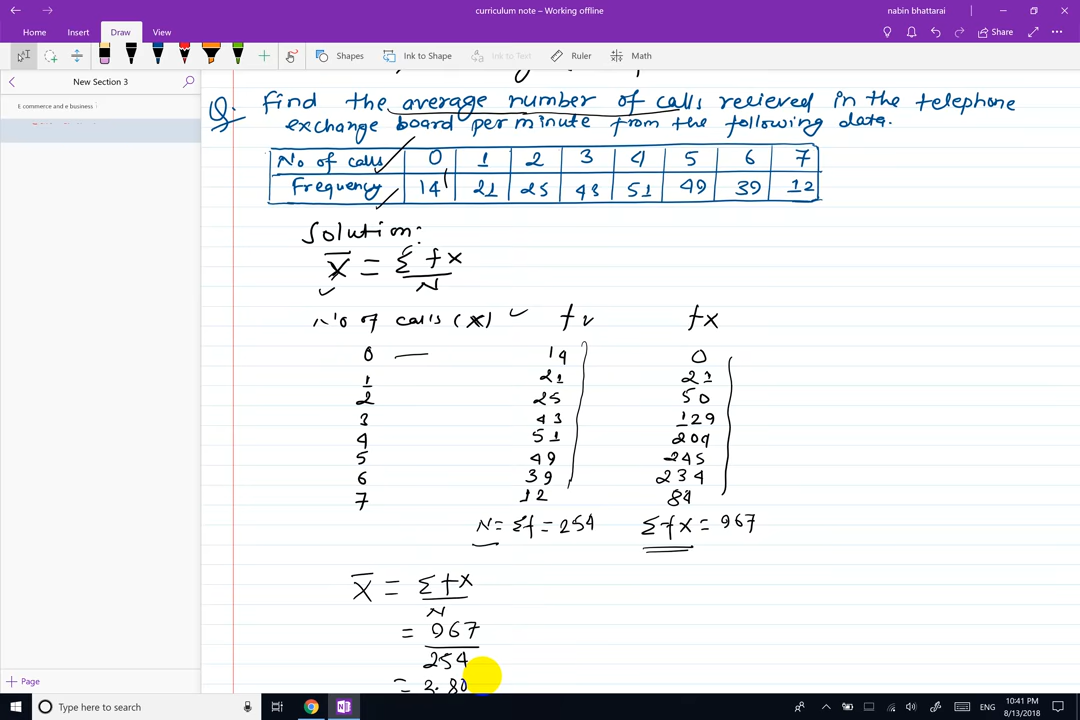 curriculum note – Working offline
nabin bhattarai
Home Insert Draw View
Share
Shapes Ink to Shape Ink to Text Ruler Math
New Section 3
E commerce and e business
Q. Find the average number of calls recieved in the telephone
exchange board per minute from the following data.
No of calls 0 1 2 3 4 5 6 7
Frequency 14 21 25 43 51 49 39 12
Solution:
X̄ = Σfx / N
No of calls (x) f fx
0 14 0
1 21 21
2 25 50
3 43 129
4 51 204
5 49 245
6 39 234
7 12 84
N = Σf = 254 Σfx = 967
X̄ = Σfx
N
= 967
254
+ Page
Type here to search
ENG
10:41 PM
8/13/2018